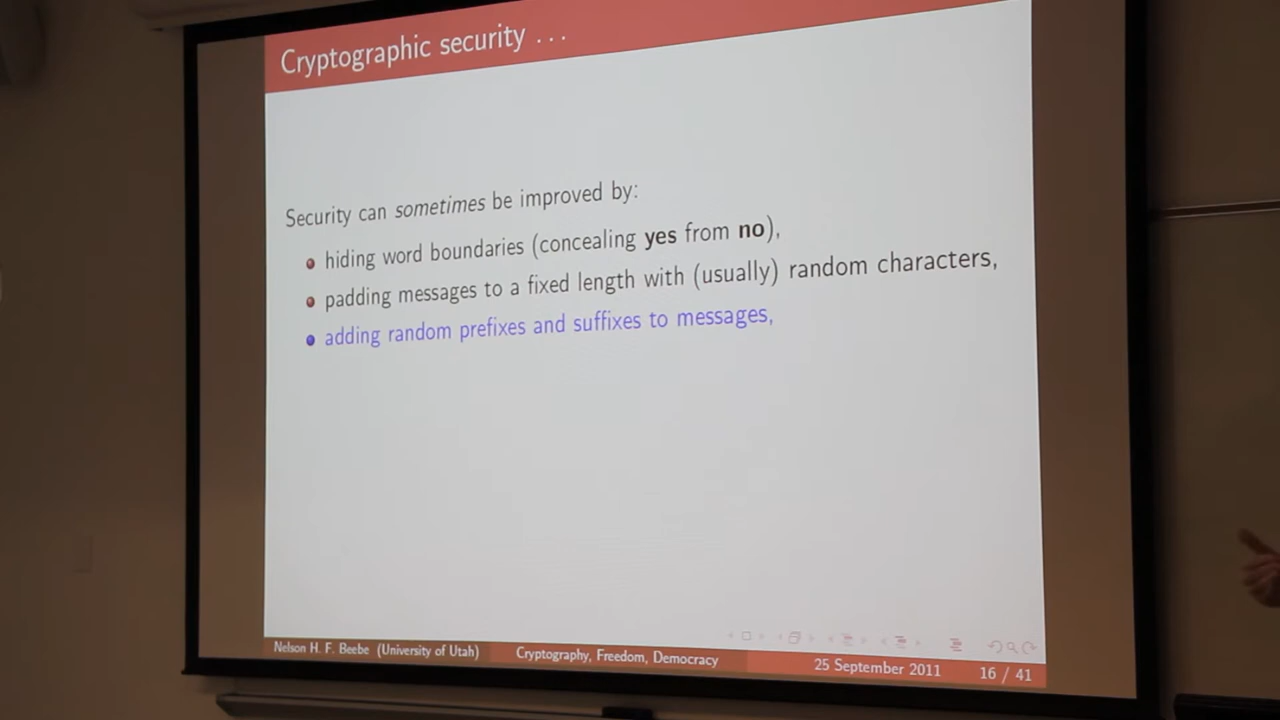 Cryptographic security . . .
Security can sometimes be improved by:
hiding word boundaries (concealing yes from no),
padding messages to a fixed length with (usually) random characters,
adding random prefixes and suffixes to messages,
Nelson H. F. Beebe (University of Utah) Cryptography, Freedom, Democracy 25 September 2011 16 / 41